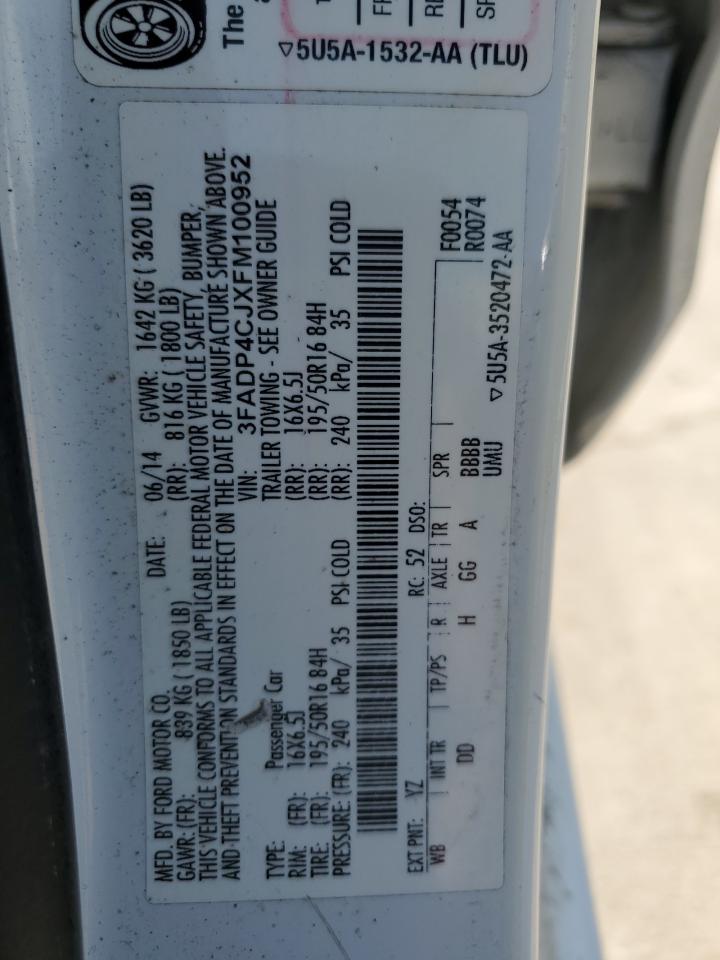 The
▽5U5A-1532-AA (TLU)
MFD. BY FORD MOTOR CO. DATE: 06/14 GVWR: 1642 KG ( 3620 LB)
GAWR: (FR): 839 KG ( 1850 LB) (RR): 816 KG ( 1800 LB)
THIS VEHICLE CONFORMS TO ALL APPLICABLE FEDERAL MOTOR VEHICLE SAFETY, BUMPER,
AND THEFT PREVENTION STANDARDS IN EFFECT ON THE DATE OF MANUFACTURE SHOWN ABOVE.
VIN: 3FADP4CJXFM100952
TYPE: Passenger Car TRAILER TOWING - SEE OWNER GUIDE
RIM: (FR): 16X6.5J (RR): 16X6.5J
TIRE: (FR): 195/50R16 84H (RR): 195/50R16 84H
PRESSURE: (FR): 240 kPa/ 35 PSI COLD (RR): 240 kPa/ 35 PSI COLD
EXT PNT: YZ RC: 52 DSO: F0054
WB INT TR TP/PS R AXLE TR SPR R0074
DD H GG A BBBB
UMU
▽5U5A-3520472-AA